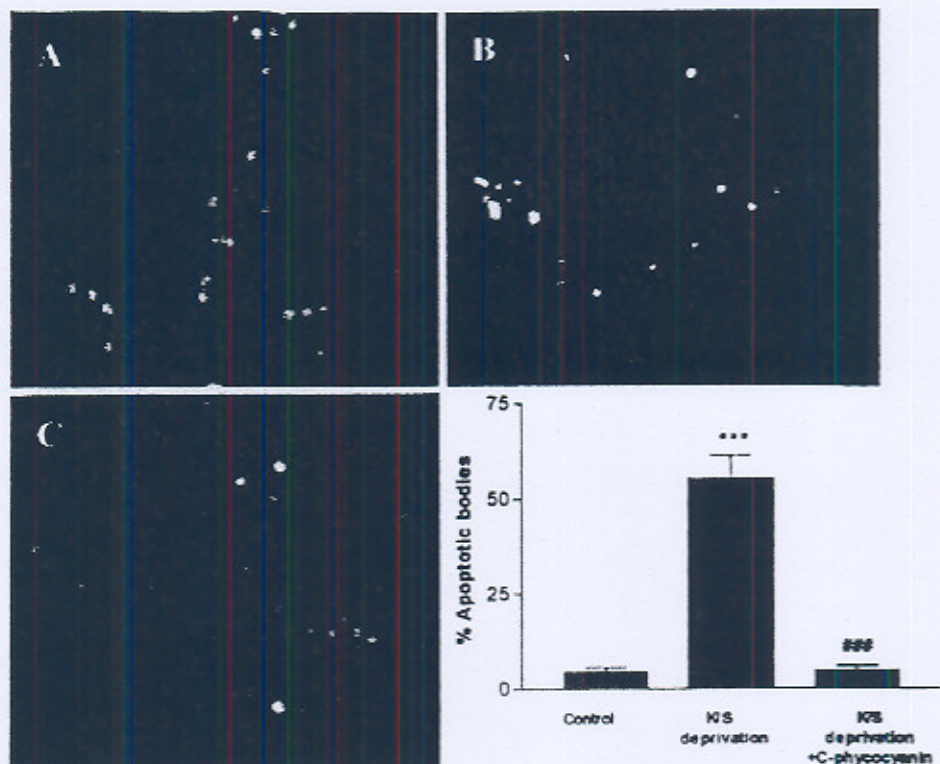 A
B
C
75
50
25
0
% Apoptotic bodies
***
###
Control
K/S
deprivation
K/S
deprivation
+C-phycocyanin